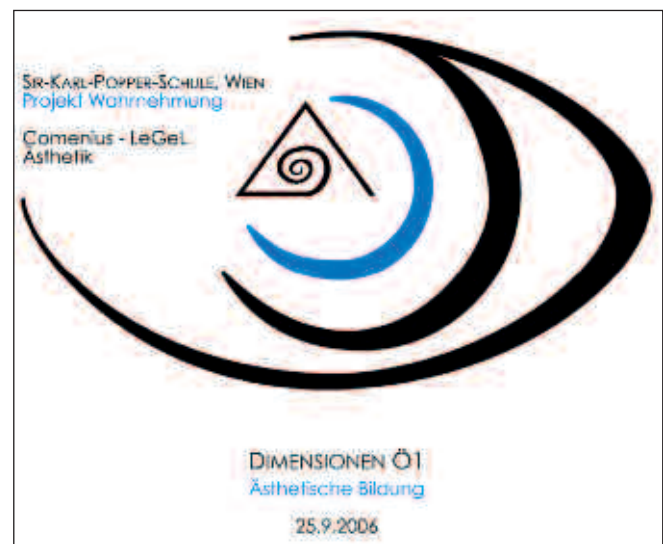 SIR-KARL-POPPER-SCHULE, WIEN
Projekt Wahrnehmung
Comenius - LeGeL
Ästhetik
DIMENSIONEN Ö1
Ästhetische Bildung
25.9.2006